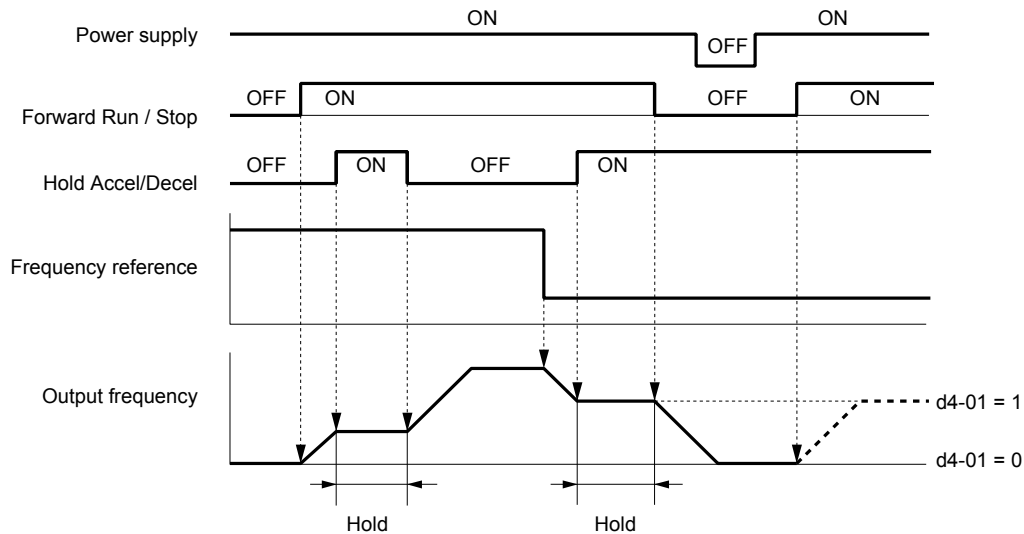 ON ON
Power supply OFF
OFF ON OFF ON
Forward Run / Stop
OFF ON OFF ON
Hold Accel/Decel
Frequency reference
Output frequency
d4-01 = 1
d4-01 = 0
Hold Hold